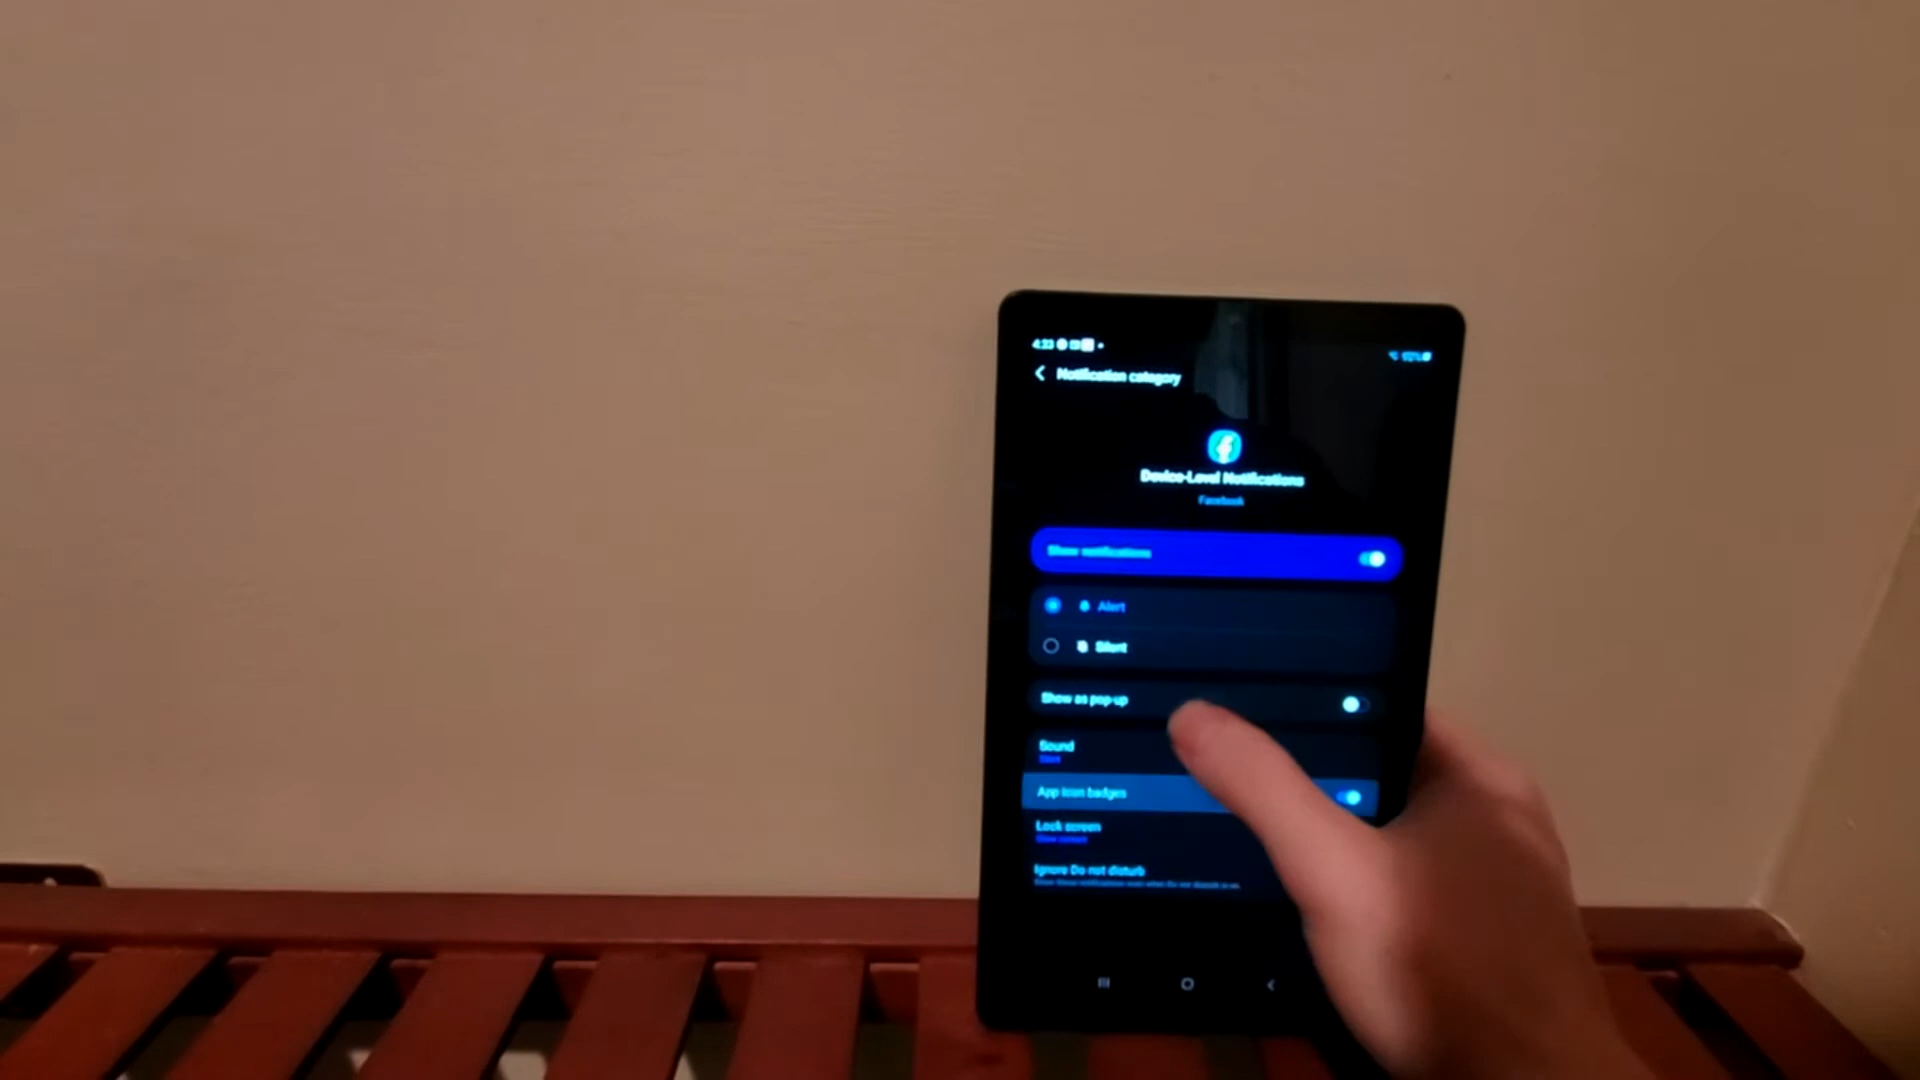 4:33
Notification category
Device-Level Notifications
Facebook
Show notifications
Alert
Silent
Show as pop-up
Sound
App icon badges
Lock screen
Ignore Do not disturb